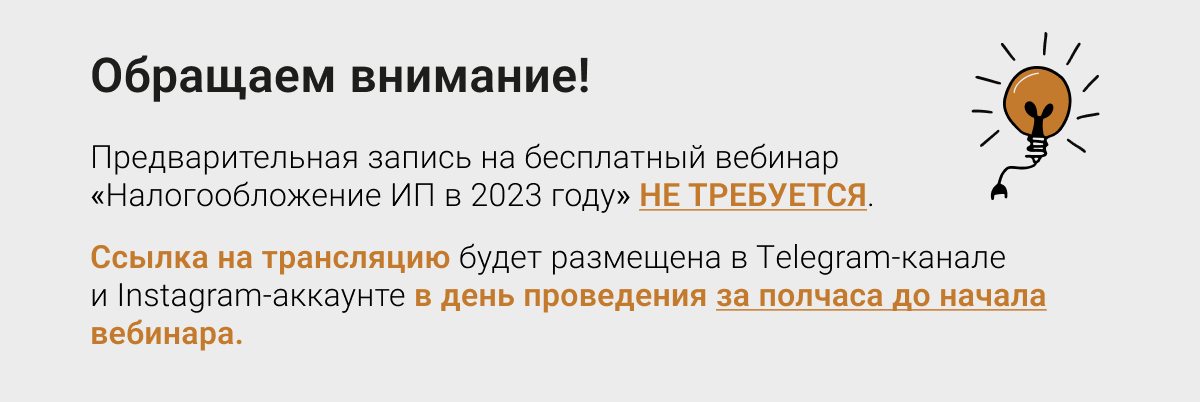 Обращаем внимание!
Предварительная запись на бесплатный вебинар
«Налогообложение ИП в 2023 году» НЕ ТРЕБУЕТСЯ.
Ссылка на трансляцию будет размещена в Telegram-канале
и Instagram-аккаунте в день проведения за полчаса до начала
вебинара.